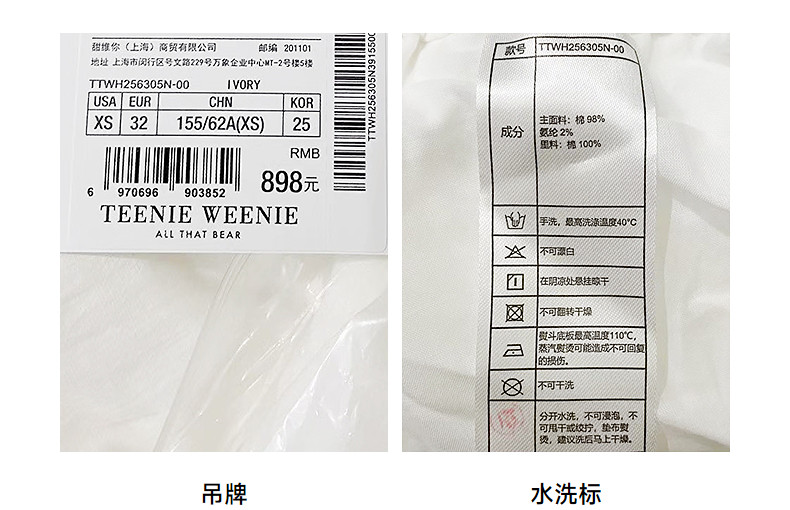 甜维你（上海）商贸有限公司 邮编 201101
地址 上海市闵行区号文路229号万象企业中心MT-2号楼5楼
TTWH256305N-00 IVORY
USA EUR CHN KOR
XS 32 155/62A(XS) 25
RMB
898元
6 970696 903852
TEENIE WEENIE
ALL THAT BEAR
TTWH256305N3915500
款号 TTWH256305N-00
成分
主面料：棉 98%
氨纶 2%
里料：棉 100%
手洗，最高洗涤温度40℃
不可漂白
在阴凉处悬挂晾干
不可翻转干燥
熨斗底板最高温度110℃，
蒸汽熨烫可能造成不可回复
的损伤。
不可干洗
分开水洗，不可浸泡，不
可甩干或绞拧，垫布熨
烫，建议洗后马上干燥。
吊牌
水洗标